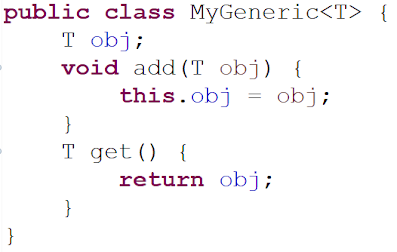 public class MyGeneric<T> {
    T obj;
    void add(T obj) {
        this.obj = obj;
    }
    T get() {
        return obj;
    }
}